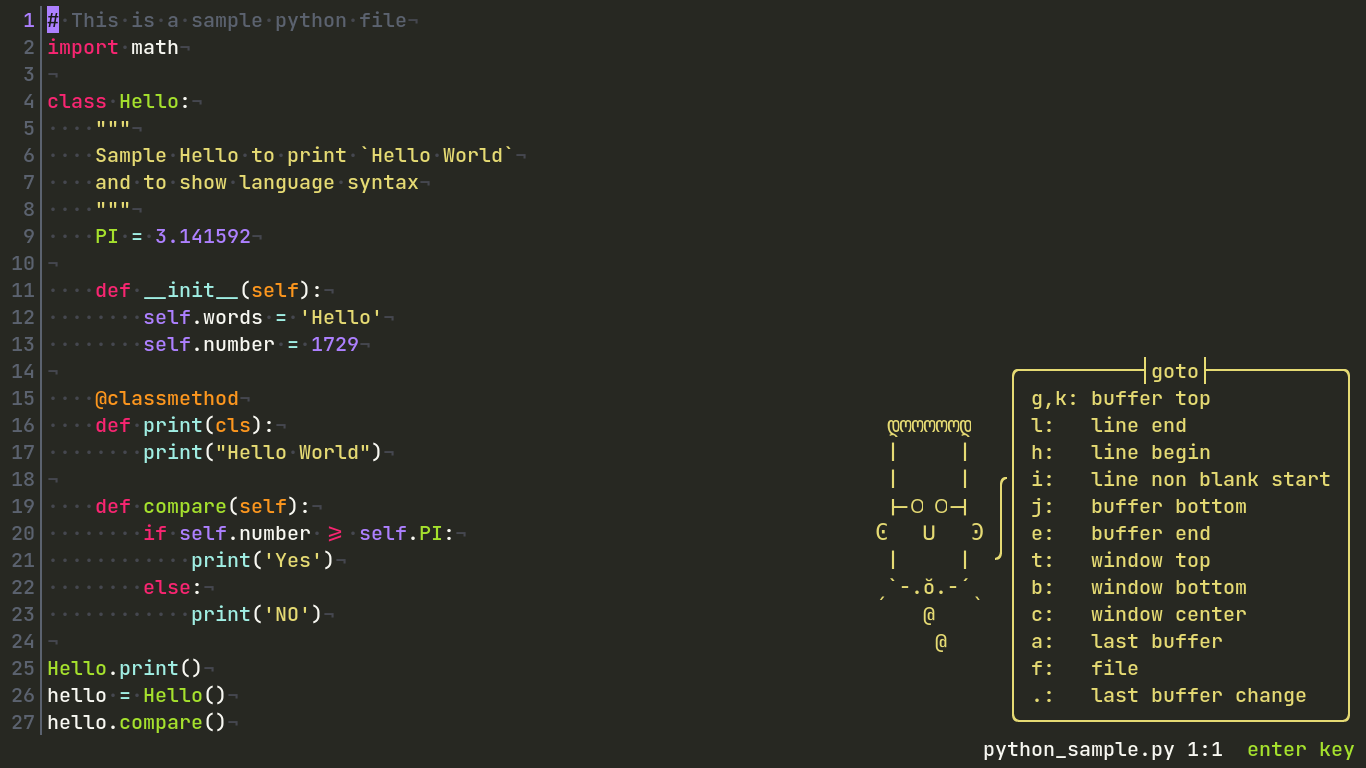 1 # This is a sample python file¬
2 import math¬
3 ¬
4 class Hello:¬
5 ····"""¬
6 ····Sample Hello to print `Hello World`¬
7 ····and to show language syntax¬
8 ····"""¬
9 ····PI = 3.141592¬
10 ¬
11 ····def __init__(self):¬
12 ········self.words = 'Hello'¬
13 ········self.number = 1729¬
14 ¬
15 ····@classmethod¬
16 ····def print(cls):¬
17 ········print("Hello World")¬
18 ¬
19 ····def compare(self):¬
20 ········if self.number >= self.PI:¬
21 ············print('Yes')¬
22 ········else:¬
23 ············print('NO')¬
24 ¬
25 Hello.print()¬
26 hello = Hello()¬
27 hello.compare()¬
goto
g,k: buffer top
l: line end
h: line begin
i: line non blank start
j: buffer bottom
e: buffer end
t: window top
b: window bottom
c: window center
a: last buffer
f: file
.: last buffer change
python_sample.py 1:1 enter key